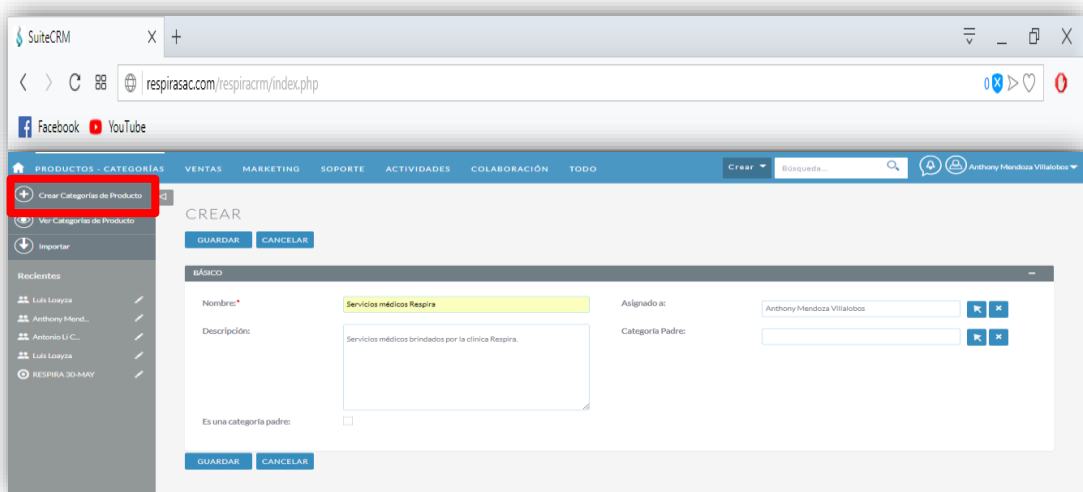 SuiteCRM
respirasac.com/respiracrm/index.php
0
Facebook YouTube
PRODUCTOS - CATEGORÍAS VENTAS MARKETING SOPORTE ACTIVIDADES COLABORACIÓN TODO Crear Búsqueda... Anthony Mendoza Villalobos
Crear Categorías de Producto
Ver Categorías de Producto
Importar
Recientes
Luis Loayza
Anthony Mend...
Antonio Li C...
Luis Loayza
RESPIRA 30-MAY
CREAR
GUARDAR CANCELAR
BÁSICO
Nombre:* Servicios médicos Respira Asignado a: Anthony Mendoza Villalobos
Descripción: Servicios médicos brindados por la clínica Respira. Categoría Padre:
Es una categoría padre:
GUARDAR CANCELAR